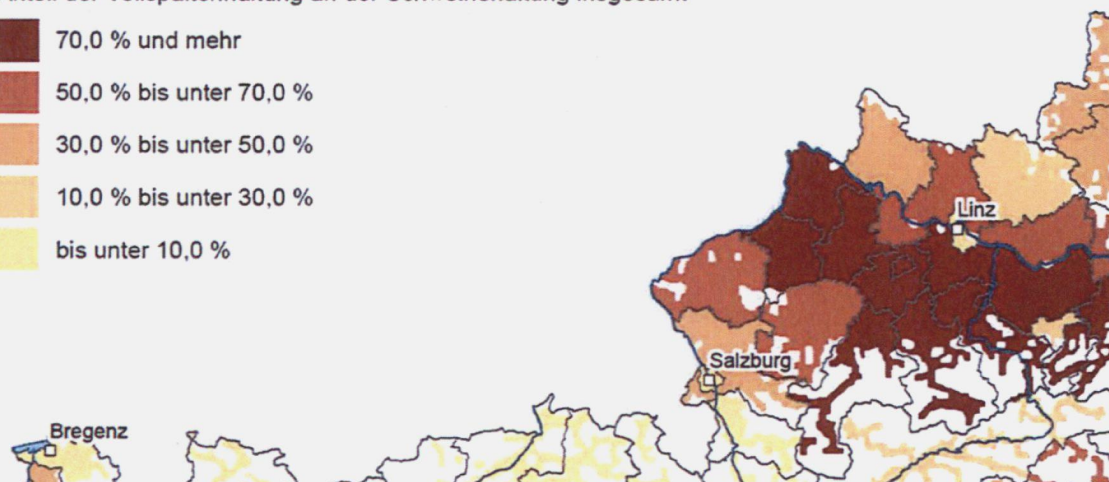 70,0 % und mehr
50,0 % bis unter 70,0 %
30,0 % bis unter 50,0 %
10,0 % bis unter 30,0 %
bis unter 10,0 %
Linz
Salzburg
Bregenz